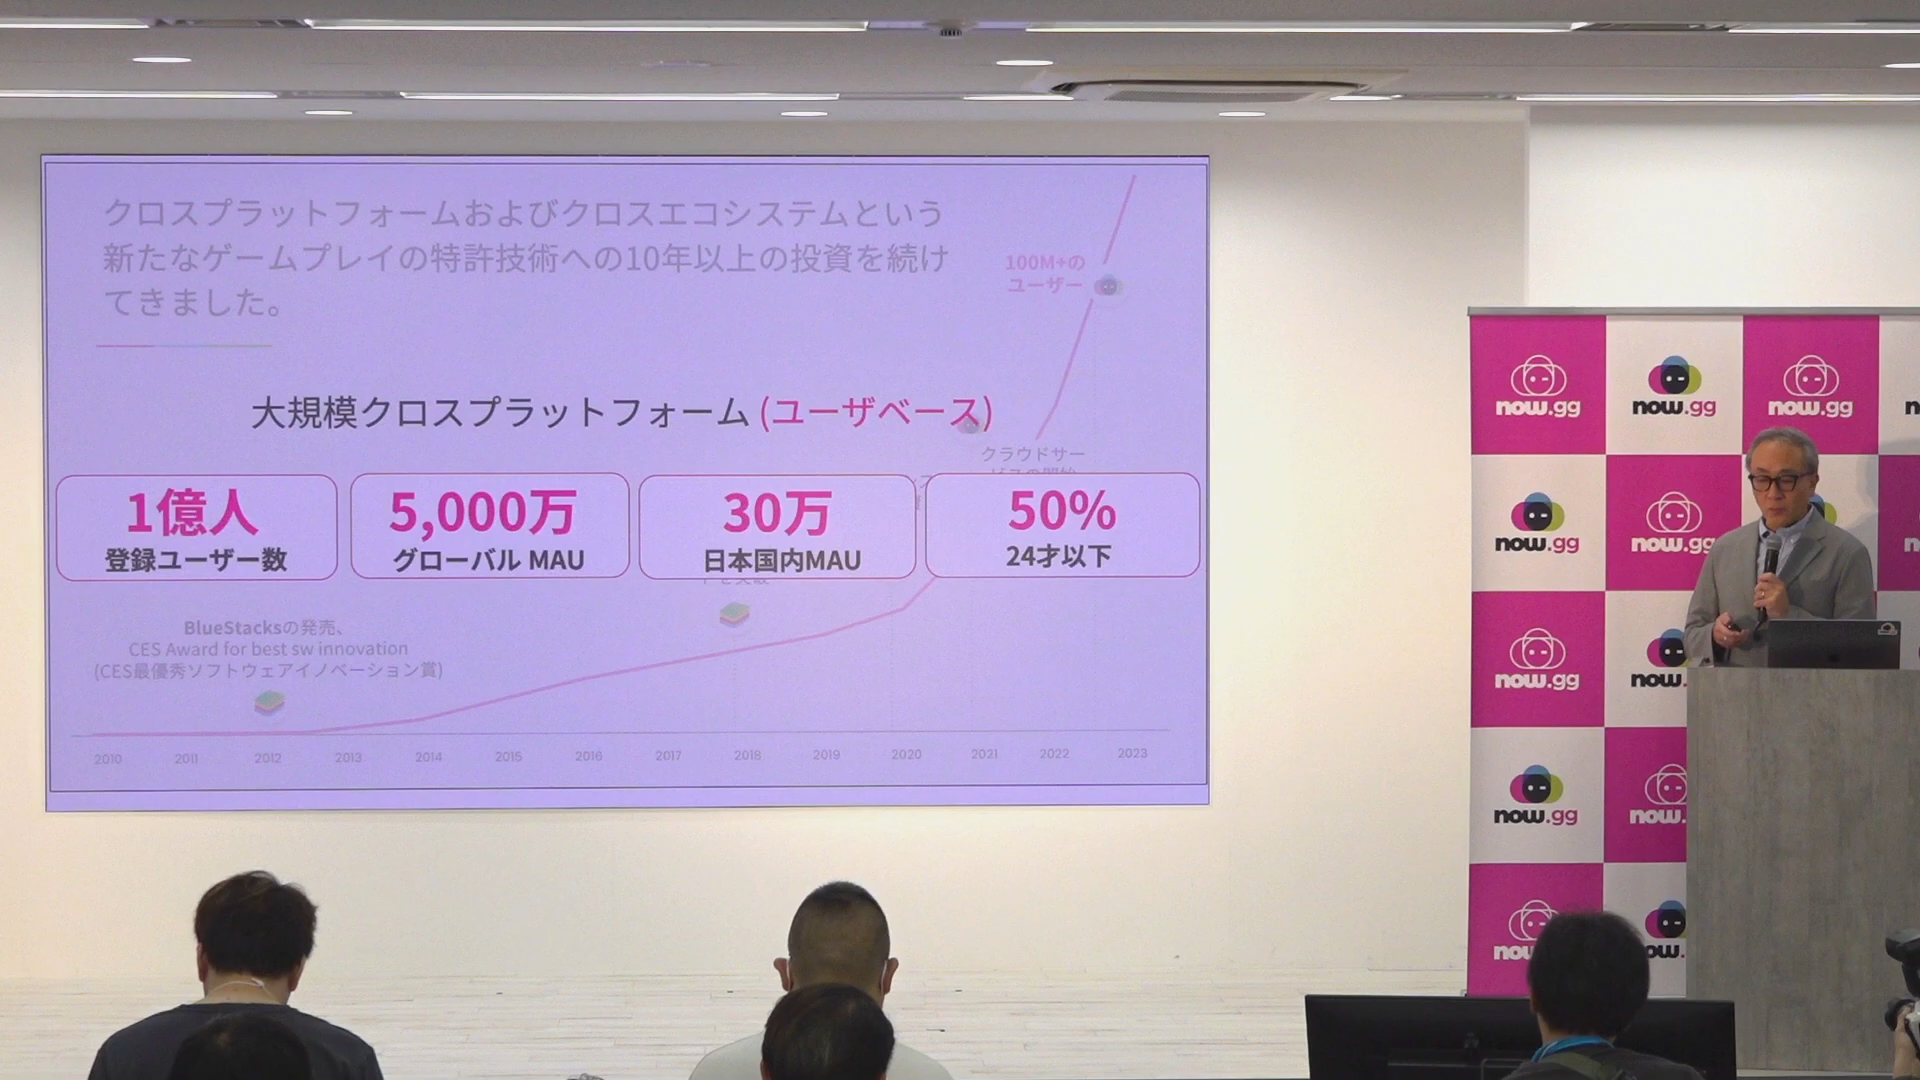 クロスプラットフォームおよびクロスエコシステムという
新たなゲームプレイの特許技術への10年以上の投資を続け
てきました。
100M+の
ユーザー
大規模クロスプラットフォーム (ユーザベース)
クラウドサー
1億人
登録ユーザー数
5,000万
グローバル MAU
30万
日本国内MAU
50%
24才以下
BlueStacksの発売、
CES Award for best sw innovation
(CES最優秀ソフトウェアイノベーション賞)
2010 2011 2012 2013 2014 2015 2016 2017 2018 2019 2020 2021 2022 2023
now.gg now.gg now.gg n
now.gg now.gg n
now.gg now.
now.gg now.
now ow.